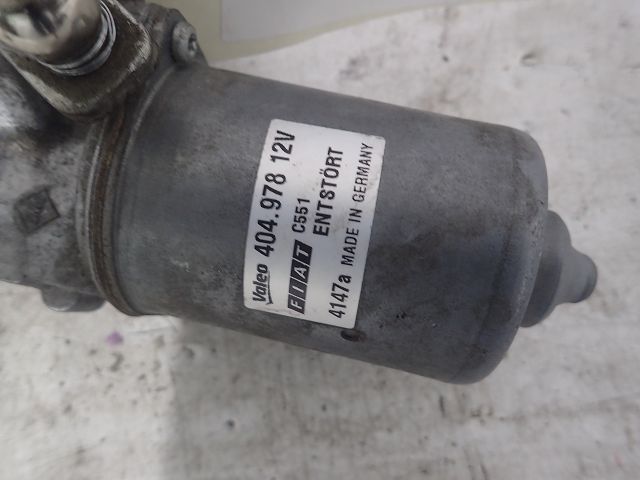 Valeo 404.978 12V
FIAT C551
ENTSTÖRT
4147a MADE IN GERMANY